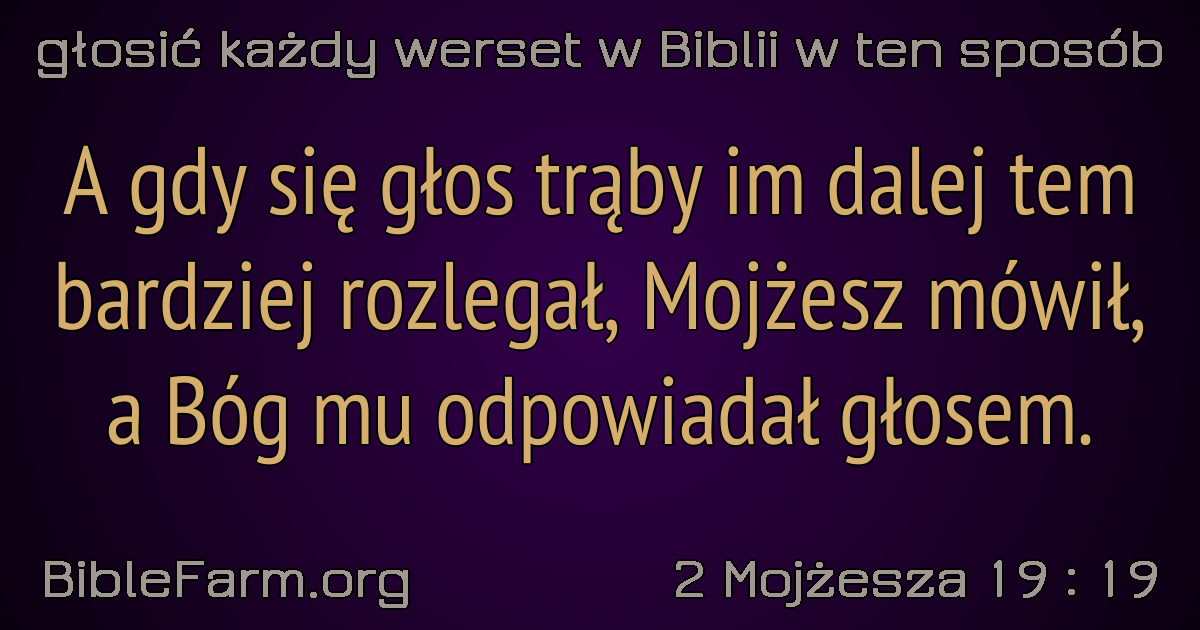 głosić każdy werset w Biblii w ten sposób
A gdy się głos trąby im dalej tem
bardziej rozlegał, Mojżesz mówił,
a Bóg mu odpowiadał głosem.
BibleFarm.org
2 Mojżesza 19 : 19